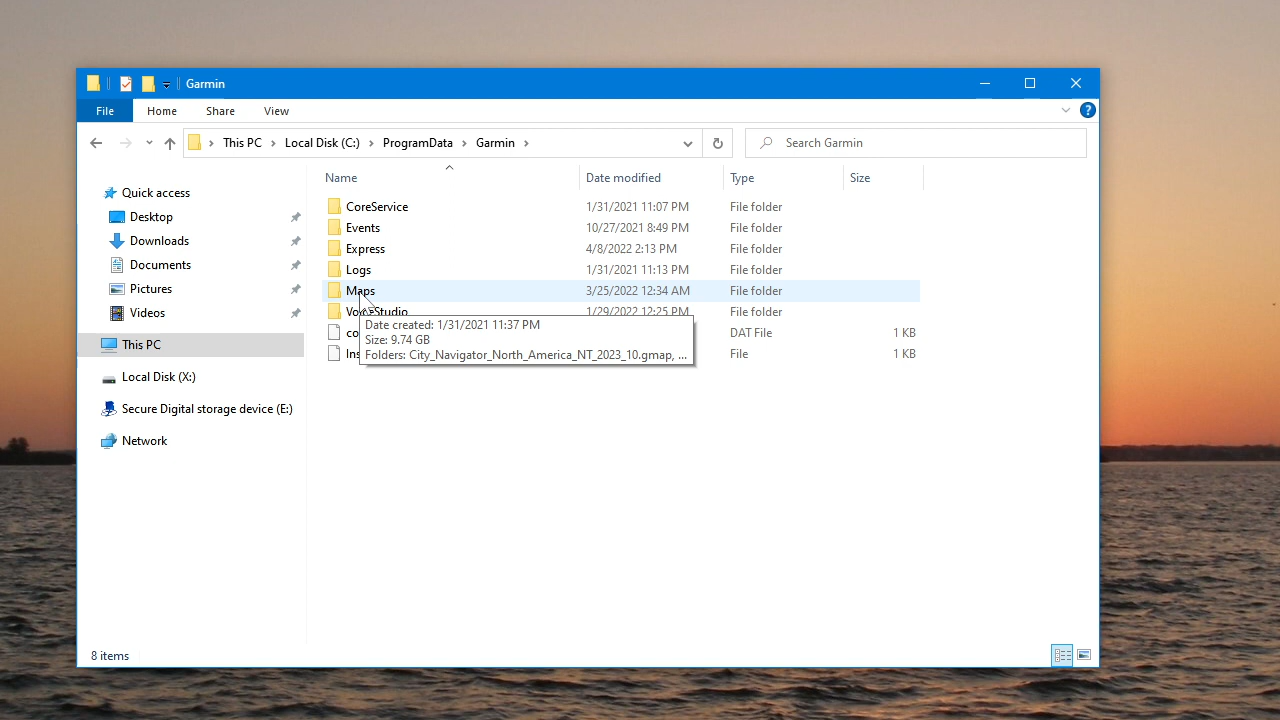 Garmin
File Home Share View
This PC Local Disk (C:) ProgramData Garmin
Search Garmin
Name Date modified Type Size
Quick access
Desktop
Downloads
Documents
Pictures
Videos
This PC
Local Disk (X:)
Secure Digital storage device (E:)
Network
CoreService 1/31/2021 11:07 PM File folder
Events 10/27/2021 8:49 PM File folder
Express 4/8/2022 2:13 PM File folder
Logs 1/31/2021 11:13 PM File folder
Maps 3/25/2022 12:34 AM File folder
VoiceStudio 1/29/2022 12:25 PM File folder
co DAT File 1 KB
Ins File 1 KB
Date created: 1/31/2021 11:37 PM
Size: 9.74 GB
Folders: City_Navigator_North_America_NT_2023_10.gmap, ...
8 items